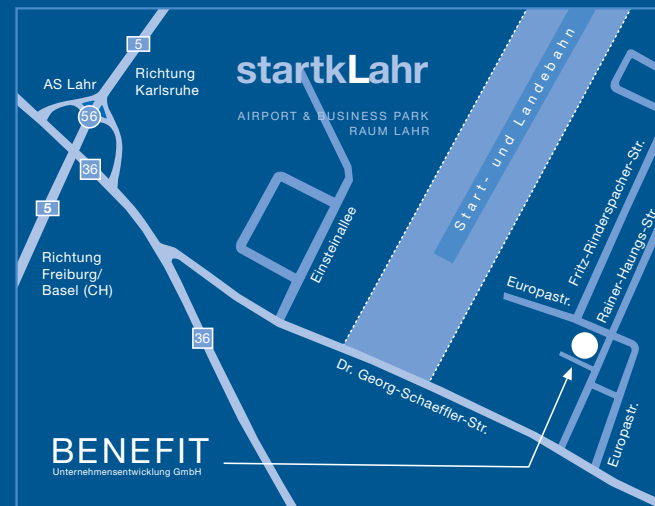 5
Richtung
Karlsruhe
AS Lahr
56
36
5
Richtung
Freiburg/
Basel (CH)
36
startkLahr
AIRPORT & BUSINESS PARK
RAUM LAHR
Einsteinallee
Start- und Landebahn
Fritz-Rinderspacher-Str.
Rainer-Haungs-Str.
Europastr.
Dr. Georg-Schaeffler-Str.
Europastr.
BENEFIT
Unternehmensentwicklung GmbH